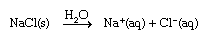 NaCl(s) H₂O⟶ Na⁺(aq) + Cl⁻(aq)